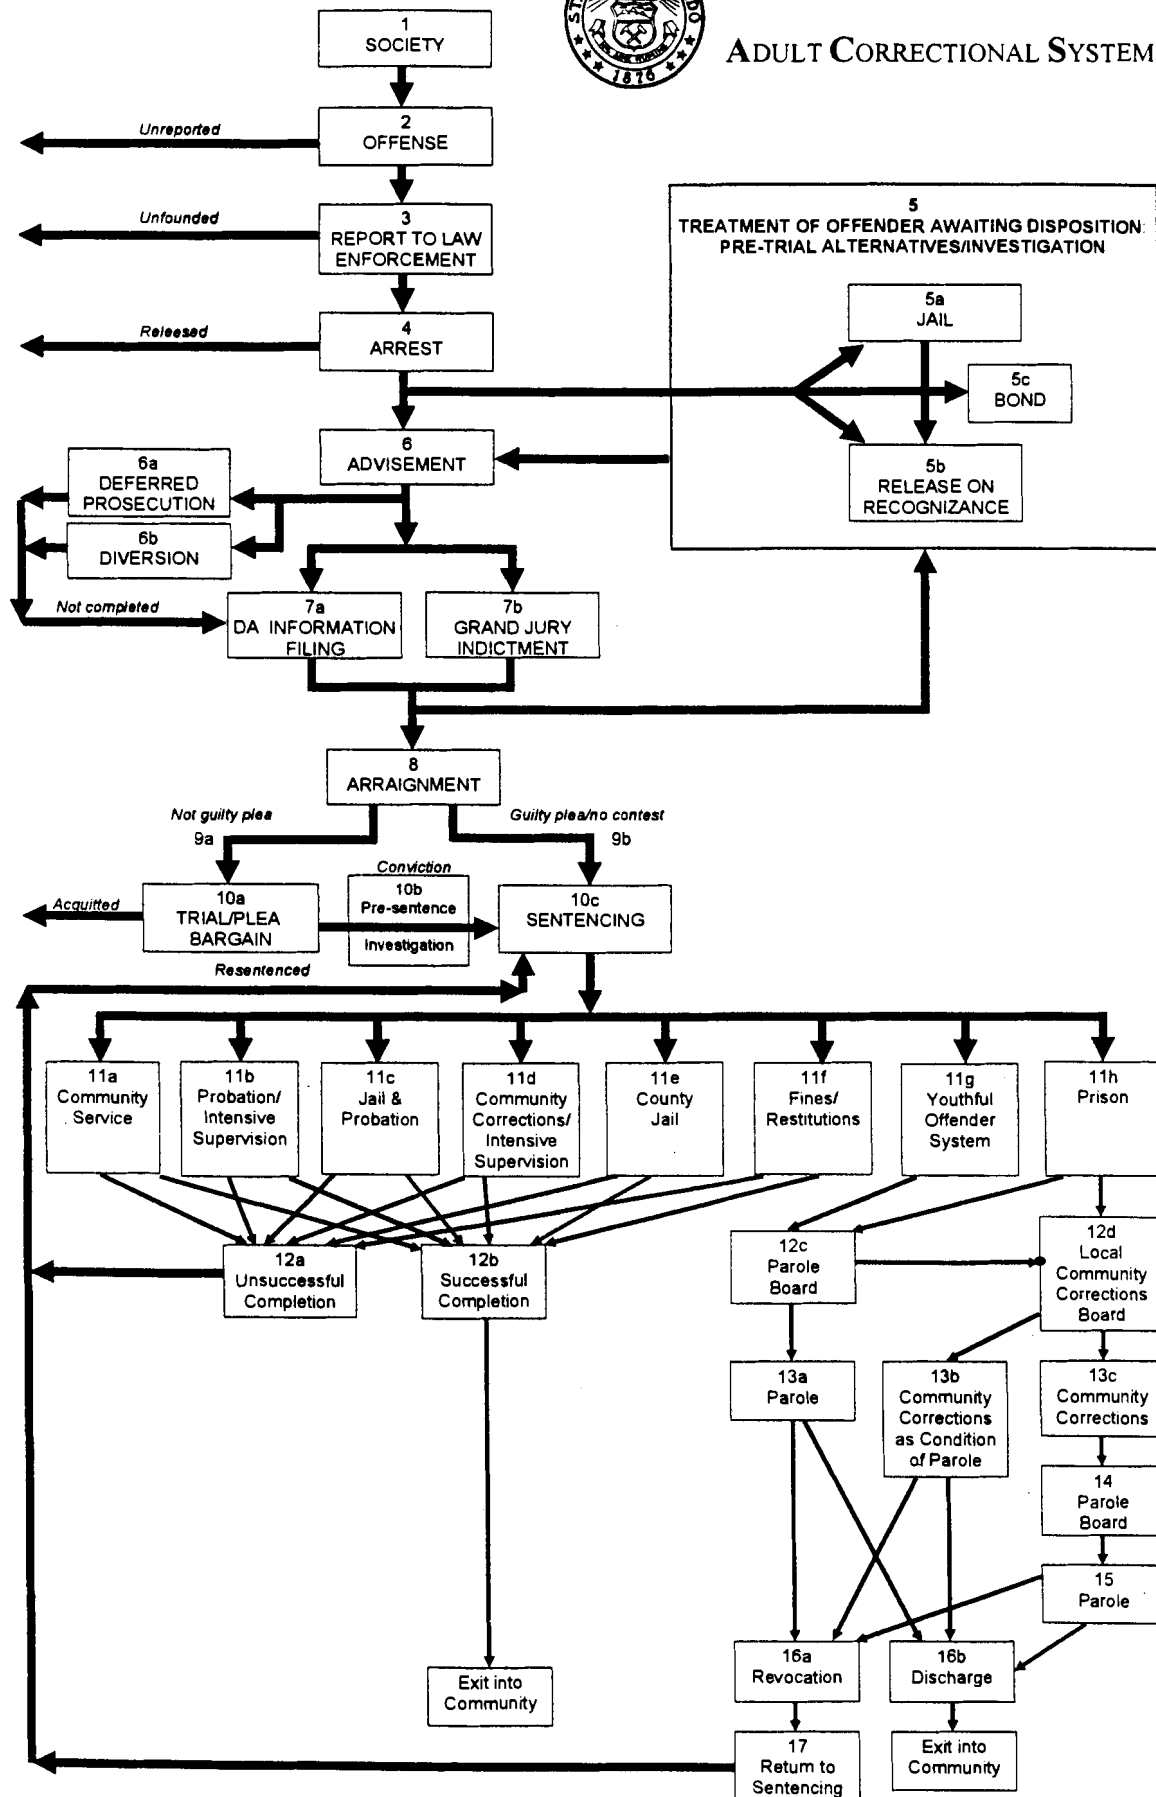 1
SOCIETY
1876
ADULT CORRECTIONAL SYSTEM
Unreported
2
OFFENSE
Unfounded
3
REPORT TO LAW
ENFORCEMENT
Released
4
ARREST
5
TREATMENT OF OFFENDER AWAITING DISPOSITION:
PRE-TRIAL ALTERNATIVES/INVESTIGATION
5a
JAIL
5c
BOND
5b
RELEASE ON
RECOGNIZANCE
6
ADVISEMENT
6a
DEFERRED
PROSECUTION
6b
DIVERSION
Not completed
7a
DA INFORMATION
FILING
7b
GRAND JURY
INDICTMENT
8
ARRAIGNMENT
Not guilty plea
9a
Guilty plea/no contest
9b
Acquitted
10a
TRIAL/PLEA
BARGAIN
Conviction
10b
Pre-sentence
Investigation
10c
SENTENCING
Resentenced
11a
Community
Service
11b
Probation/
Intensive
Supervision
11c
Jail &
Probation
11d
Community
Corrections/
Intensive
Supervision
11e
County
Jail
11f
Fines/
Restitutions
11g
Youthful
Offender
System
11h
Prison
12a
Unsuccessful
Completion
12b
Successful
Completion
12c
Parole
Board
12d
Local
Community
Corrections
Board
13a
Parole
13b
Community
Corrections
as Condition
of Parole
13c
Community
Corrections
14
Parole
Board
15
Parole
16a
Revocation
16b
Discharge
Exit into
Community
17
Return to
Sentencing
Exit into
Community